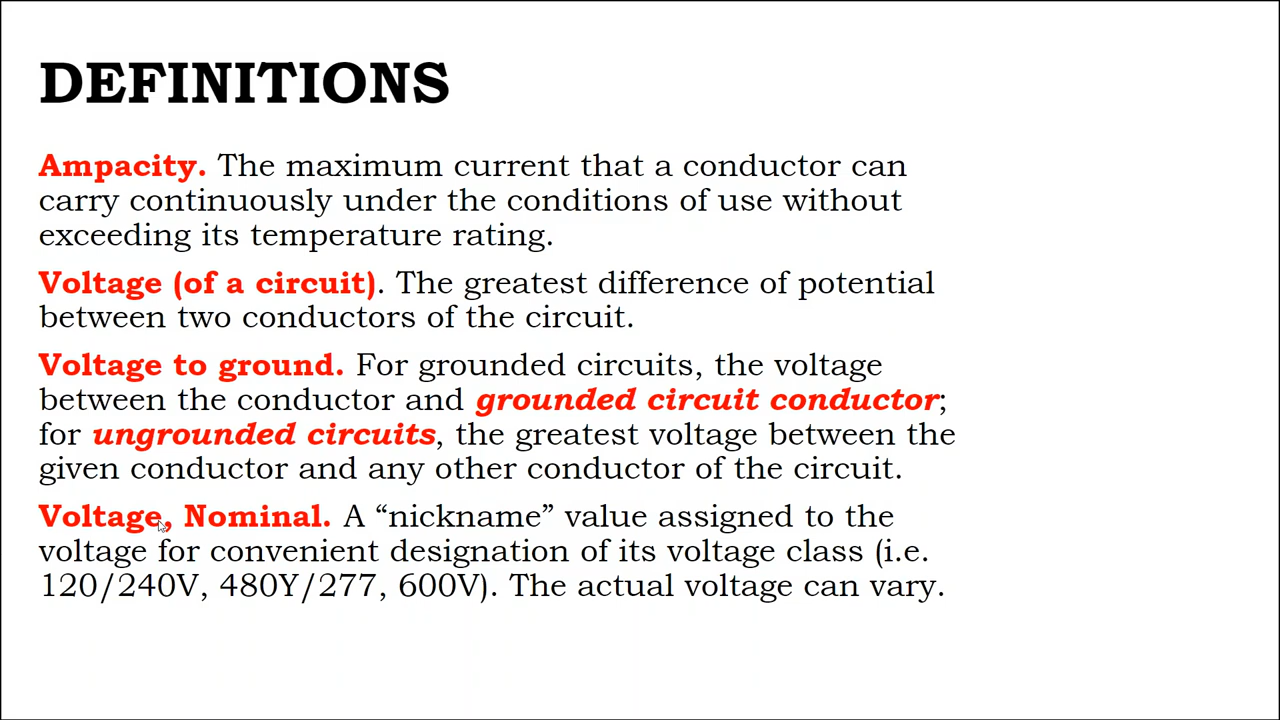 DEFINITIONS
Ampacity. The maximum current that a conductor can
carry continuously under the conditions of use without
exceeding its temperature rating.
Voltage (of a circuit). The greatest difference of potential
between two conductors of the circuit.
Voltage to ground. For grounded circuits, the voltage
between the conductor and grounded circuit conductor;
for ungrounded circuits, the greatest voltage between the
given conductor and any other conductor of the circuit.
Voltage, Nominal. A “nickname” value assigned to the
voltage for convenient designation of its voltage class (i.e.
120/240V, 480Y/277, 600V). The actual voltage can vary.